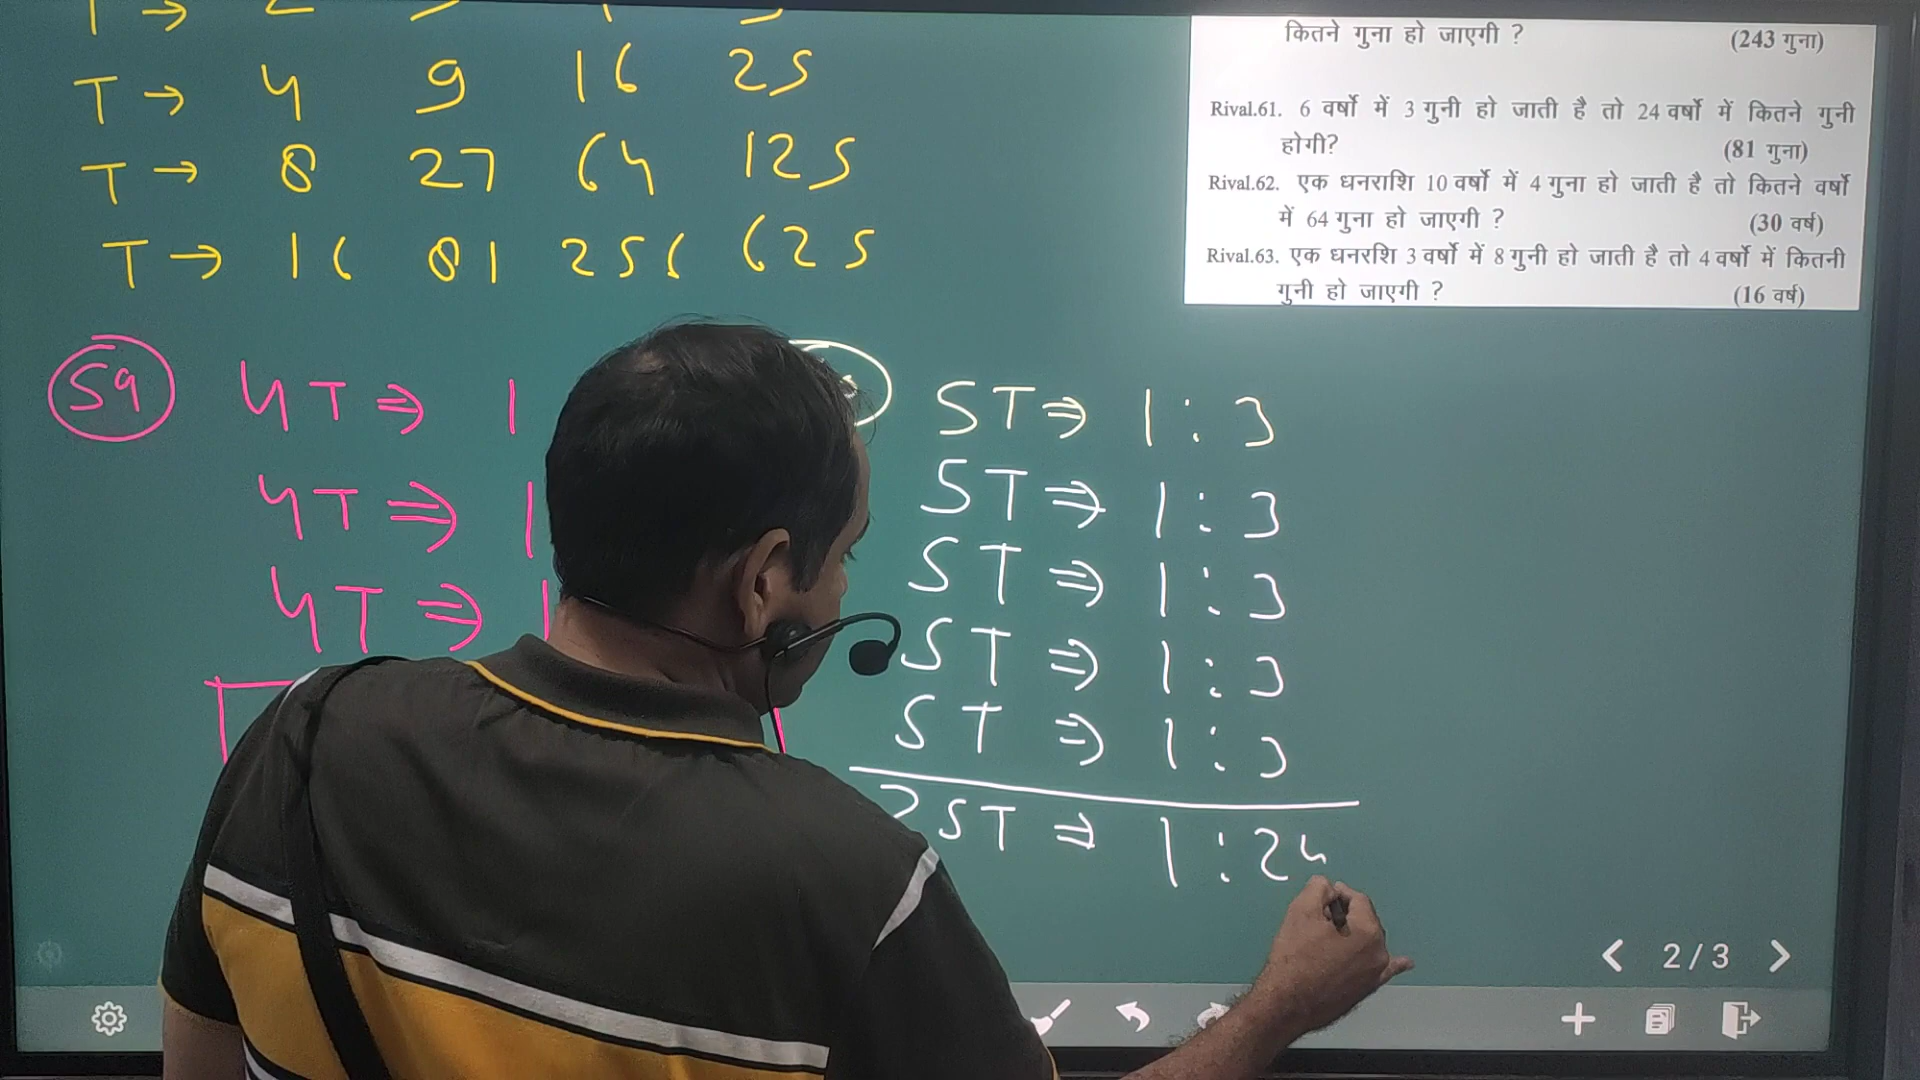 T → 4 9 16 25
T → 8 27 64 125
T → 16 81 256 625
59
4T ⇒ 1
4T ⇒ 1
4T ⇒ 1
5T ⇒ 1 : 3
5T ⇒ 1 : 3
5T ⇒ 1 : 3
5T ⇒ 1 : 3
5T ⇒ 1 : 3
25T ⇒ 1 : 24
कितने गुना हो जाएगी ? (243 गुना)
Rival.61. 6 वर्षो में 3 गुनी हो जाती है तो 24 वर्षो में कितने गुनी
होगी? (81 गुना)
Rival.62. एक धनराशि 10 वर्षो में 4 गुना हो जाती है तो कितने वर्षो
में 64 गुना हो जाएगी ? (30 वर्ष)
Rival.63. एक धनरशि 3 वर्षो में 8 गुनी हो जाती है तो 4 वर्षो में कितनी
गुनी हो जाएगी ? (16 वर्ष)
2/3